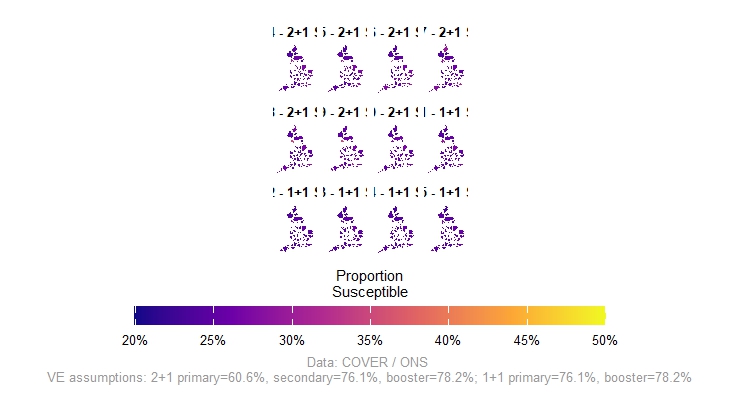 - 2+1 - 2+1 - 2+1 - 2+1
- 2+1 - 2+1 - 2+1 - 1+1
- 1+1 - 1+1 - 1+1 - 1+1
Proportion
Susceptible
20% 25% 30% 35% 40% 45% 50%
Data: COVER / ONS
VE assumptions: 2+1 primary=60.6%, secondary=76.1%, booster=78.2%; 1+1 primary=76.1%, booster=78.2%